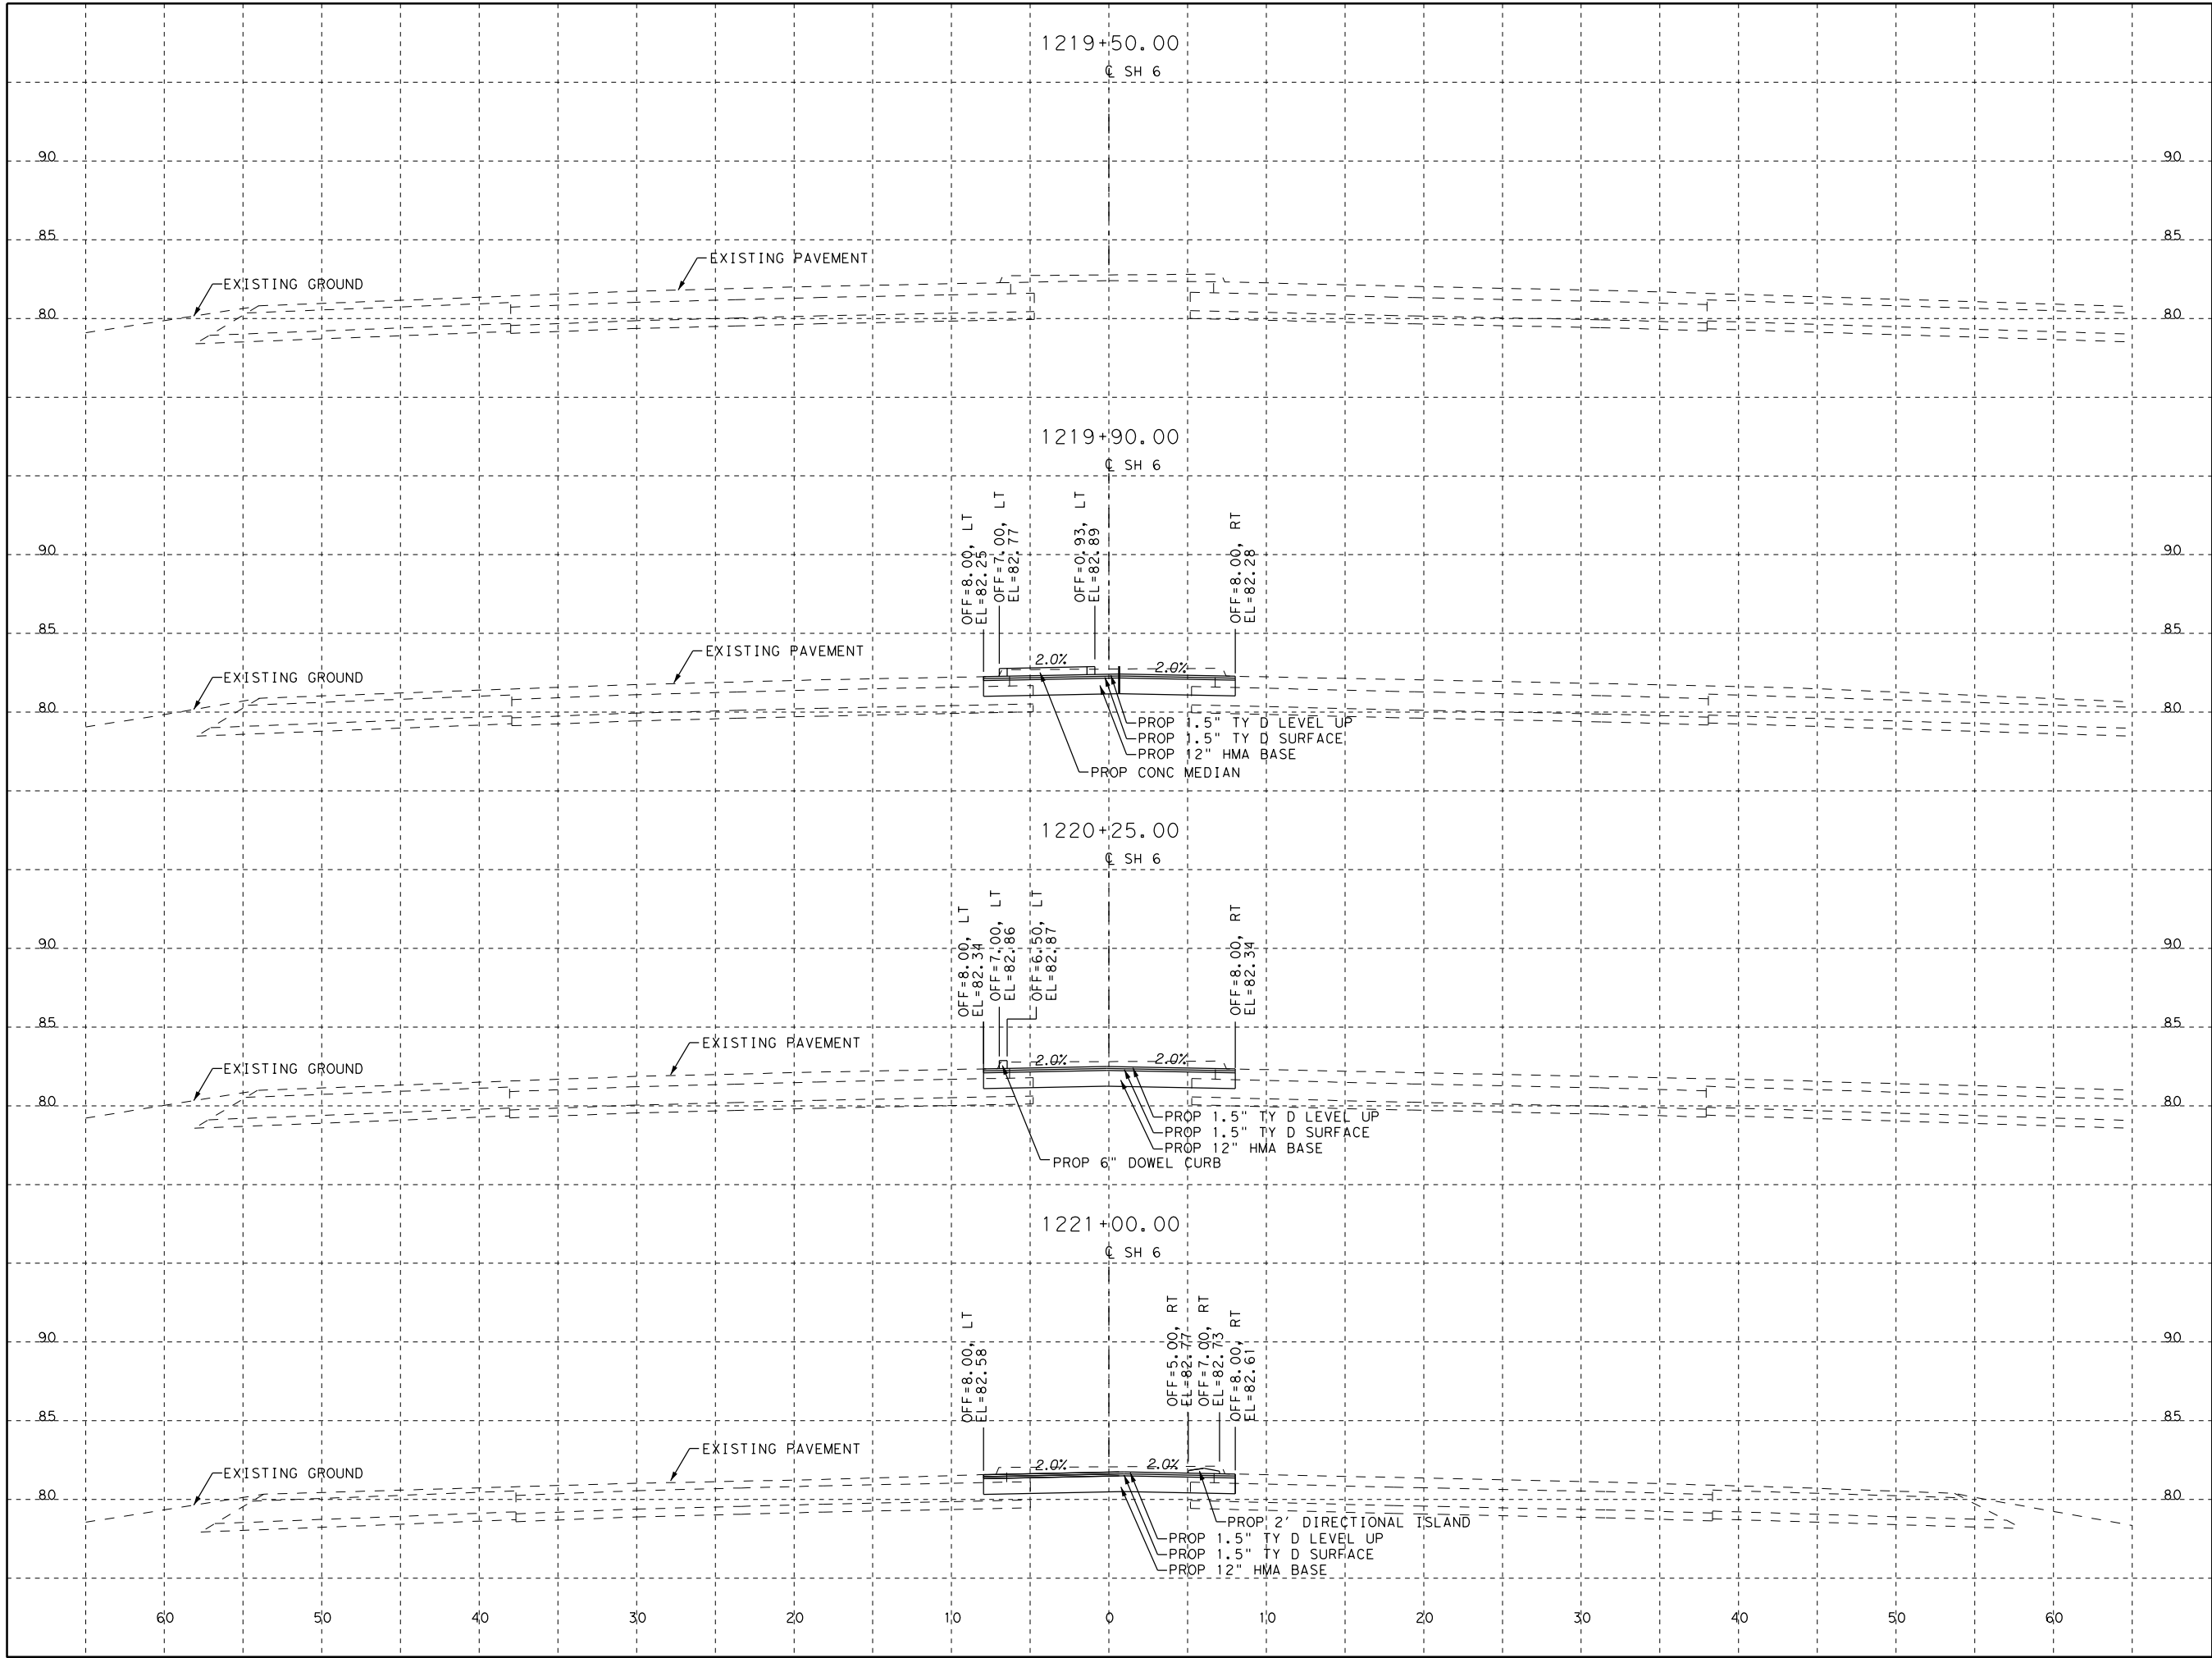 1219+50.00
℄ SH 6
90 90
85 85
EXISTING PAVEMENT
EXISTING GROUND
80 80
1219+90.00
℄ SH 6
OFF=8.00, LT
EL=82.25
OFF=7.00, LT
EL=82.77
OFF=0.93, LT
EL=82.89
OFF=8.00, RT
EL=82.28
90 90
85 85
EXISTING PAVEMENT
2.0% 2.0%
EXISTING GROUND
80 80
PROP 1.5" TY D LEVEL UP
PROP 1.5" TY D SURFACE
PROP 12" HMA BASE
PROP CONC MEDIAN
1220+25.00
℄ SH 6
OFF=8.00, LT
EL=82.34
OFF=7.00, LT
EL=82.86
OFF=6.50, LT
EL=82.87
OFF=8.00, RT
EL=82.34
90 90
85 85
EXISTING PAVEMENT
2.0% 2.0%
EXISTING GROUND
80 80
PROP 1.5" TY D LEVEL UP
PROP 1.5" TY D SURFACE
PROP 12" HMA BASE
PROP 6" DOWEL CURB
1221+00.00
℄ SH 6
OFF=8.00, LT
EL=82.58
OFF=5.00, RT
EL=82.77
OFF=7.00, RT
EL=82.73
OFF=8.00, RT
EL=82.61
90 90
85 85
EXISTING PAVEMENT
2.0% 2.0%
EXISTING GROUND
80 80
PROP 2' DIRECTIONAL ISLAND
PROP 1.5" TY D LEVEL UP
PROP 1.5" TY D SURFACE
PROP 12" HMA BASE
60 50 40 30 20 10 0 10 20 30 40 50 60